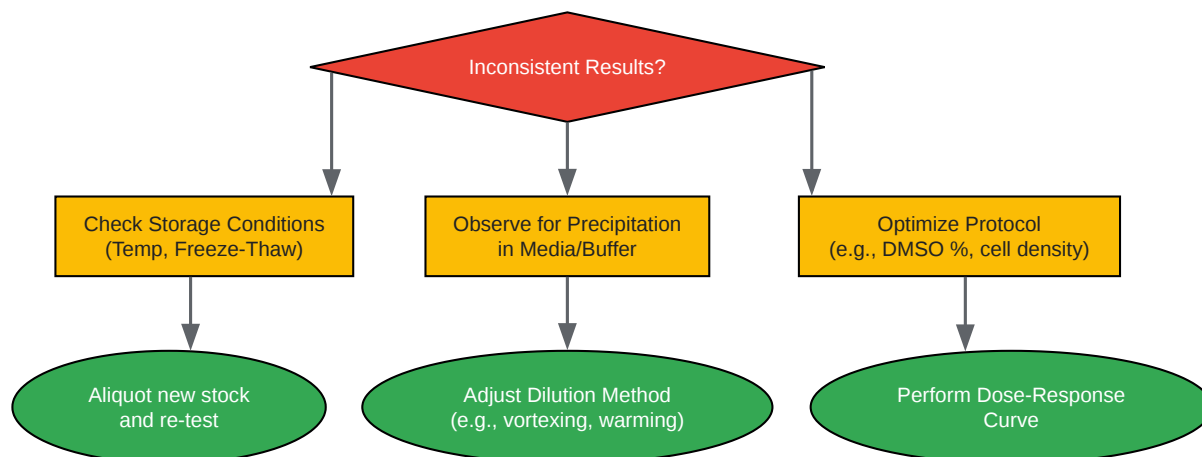 Inconsistent Results?
Check Storage Conditions
(Temp, Freeze-Thaw)
Observe for Precipitation
in Media/Buffer
Optimize Protocol
(e.g., DMSO %, cell density)
Aliquot new stock
and re-test
Adjust Dilution Method
(e.g., vortexing, warming)
Perform Dose-Response
Curve